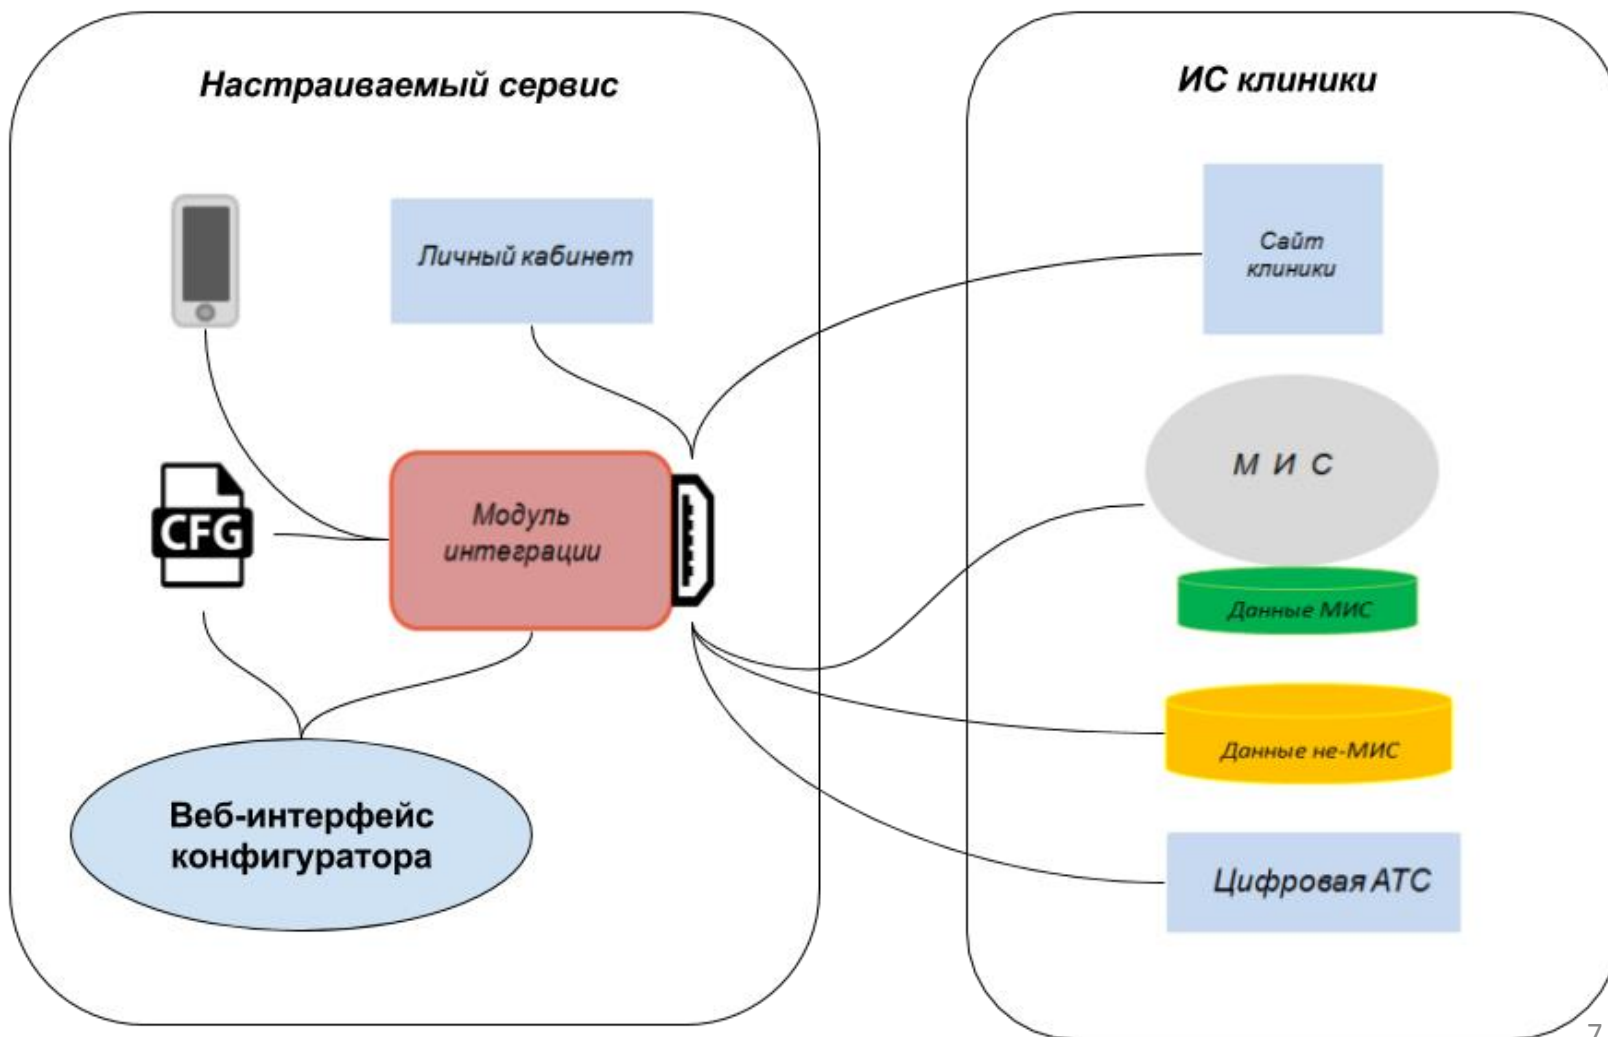 Настраиваемый сервис
Личный кабинет
CFG
Модуль
интеграции
Веб-интерфейс
конфигуратора
ИС клиники
Сайт
клиники
М И С
Данные МИС
Данные не-МИС
Цифровая АТС
7